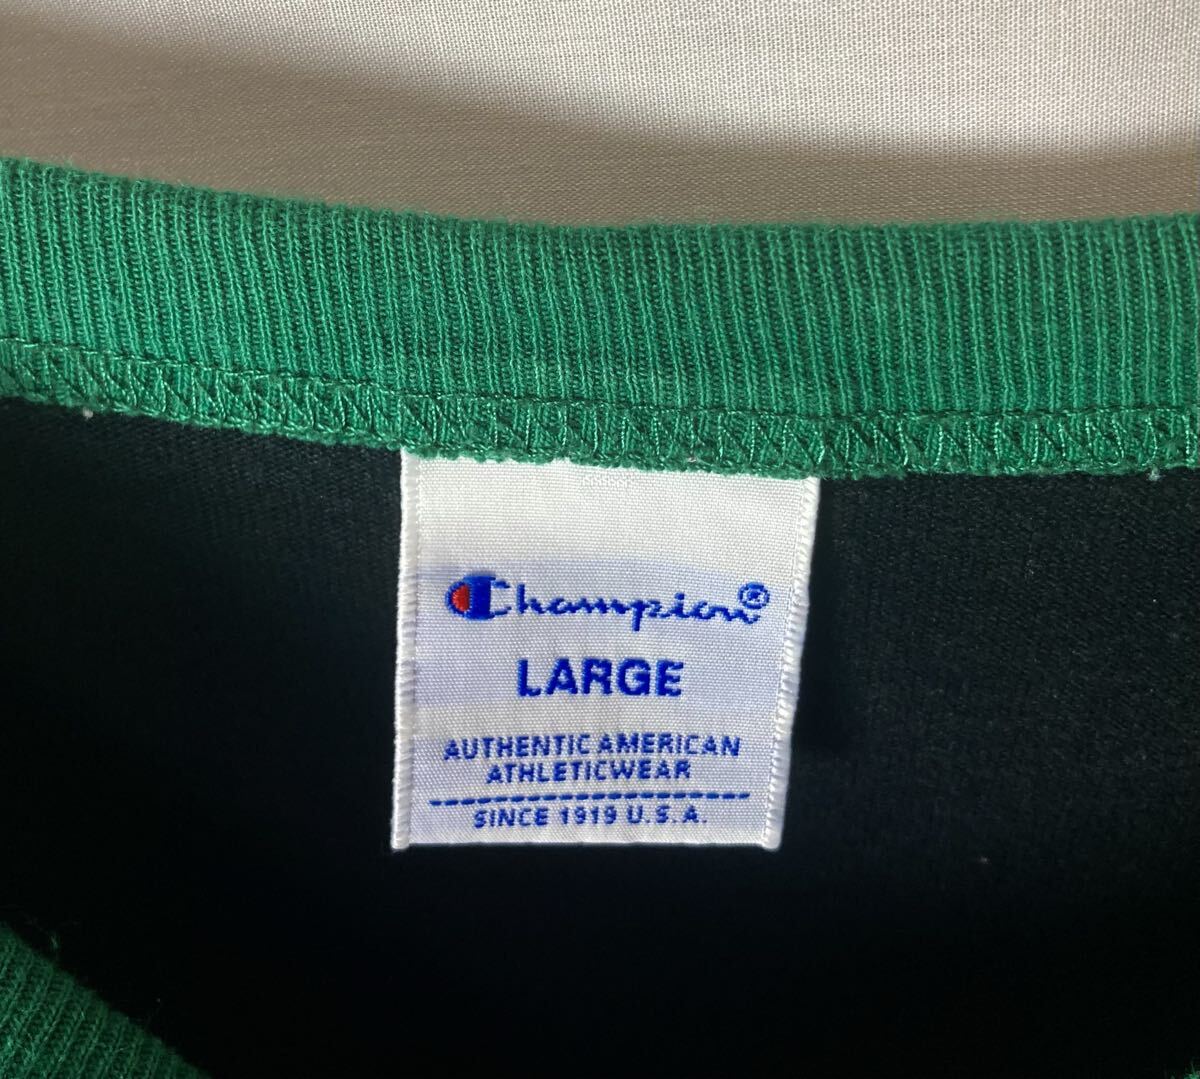 Champion®
LARGE
AUTHENTIC AMERICAN
ATHLETICWEAR
SINCE 1919 U.S.A.